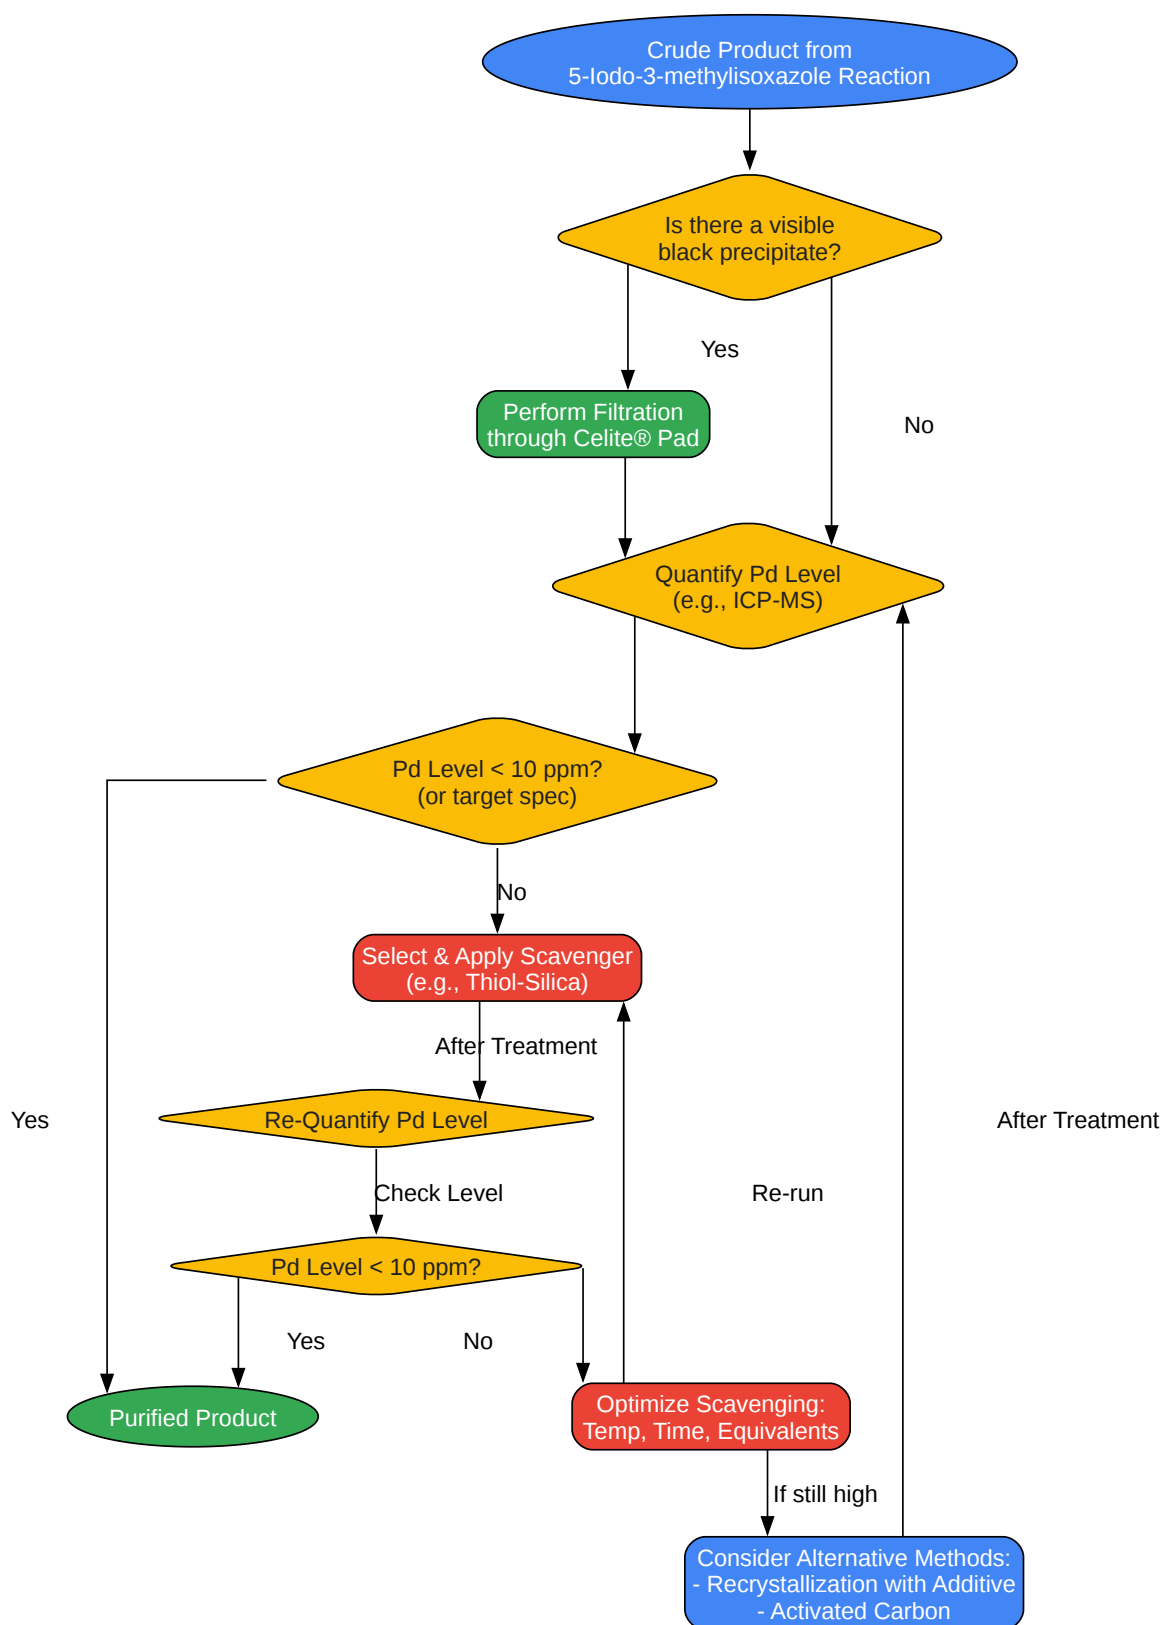 Crude Product from
5-Iodo-3-methylisoxazole Reaction
Is there a visible
black precipitate?
Yes
Perform Filtration
through Celite® Pad
No
Quantify Pd Level
(e.g., ICP-MS)
Pd Level < 10 ppm?
(or target spec)
No
Select & Apply Scavenger
(e.g., Thiol-Silica)
After Treatment
Yes
Re-Quantify Pd Level
After Treatment
Check Level
Re-run
Pd Level < 10 ppm?
Yes
No
Purified Product
Optimize Scavenging:
Temp, Time, Equivalents
If still high
Consider Alternative Methods:
- Recrystallization with Additive
- Activated Carbon